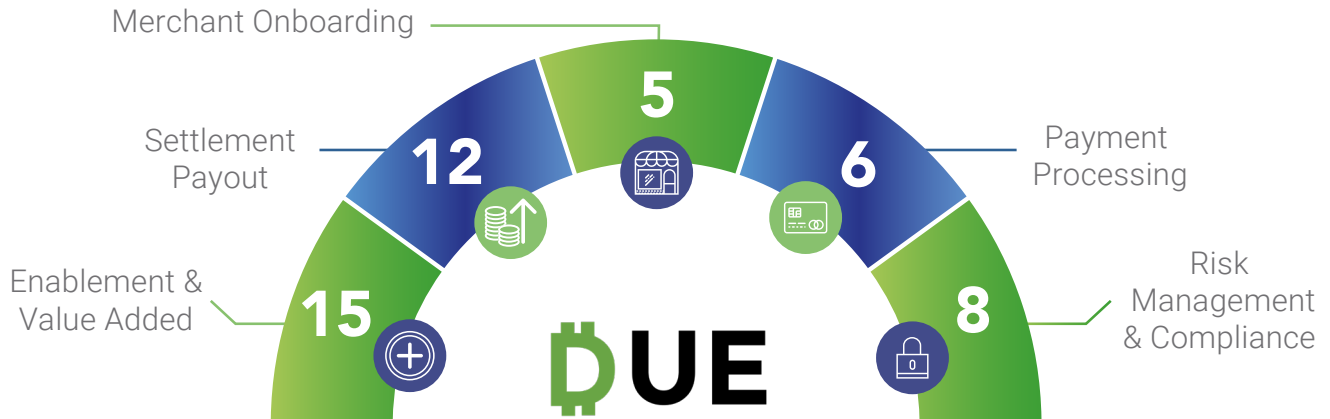 Merchant Onboarding
5
Settlement
Payout
12
6
Payment
Processing
Enablement &
Value Added
15
8
Risk
Management
& Compliance
DUE